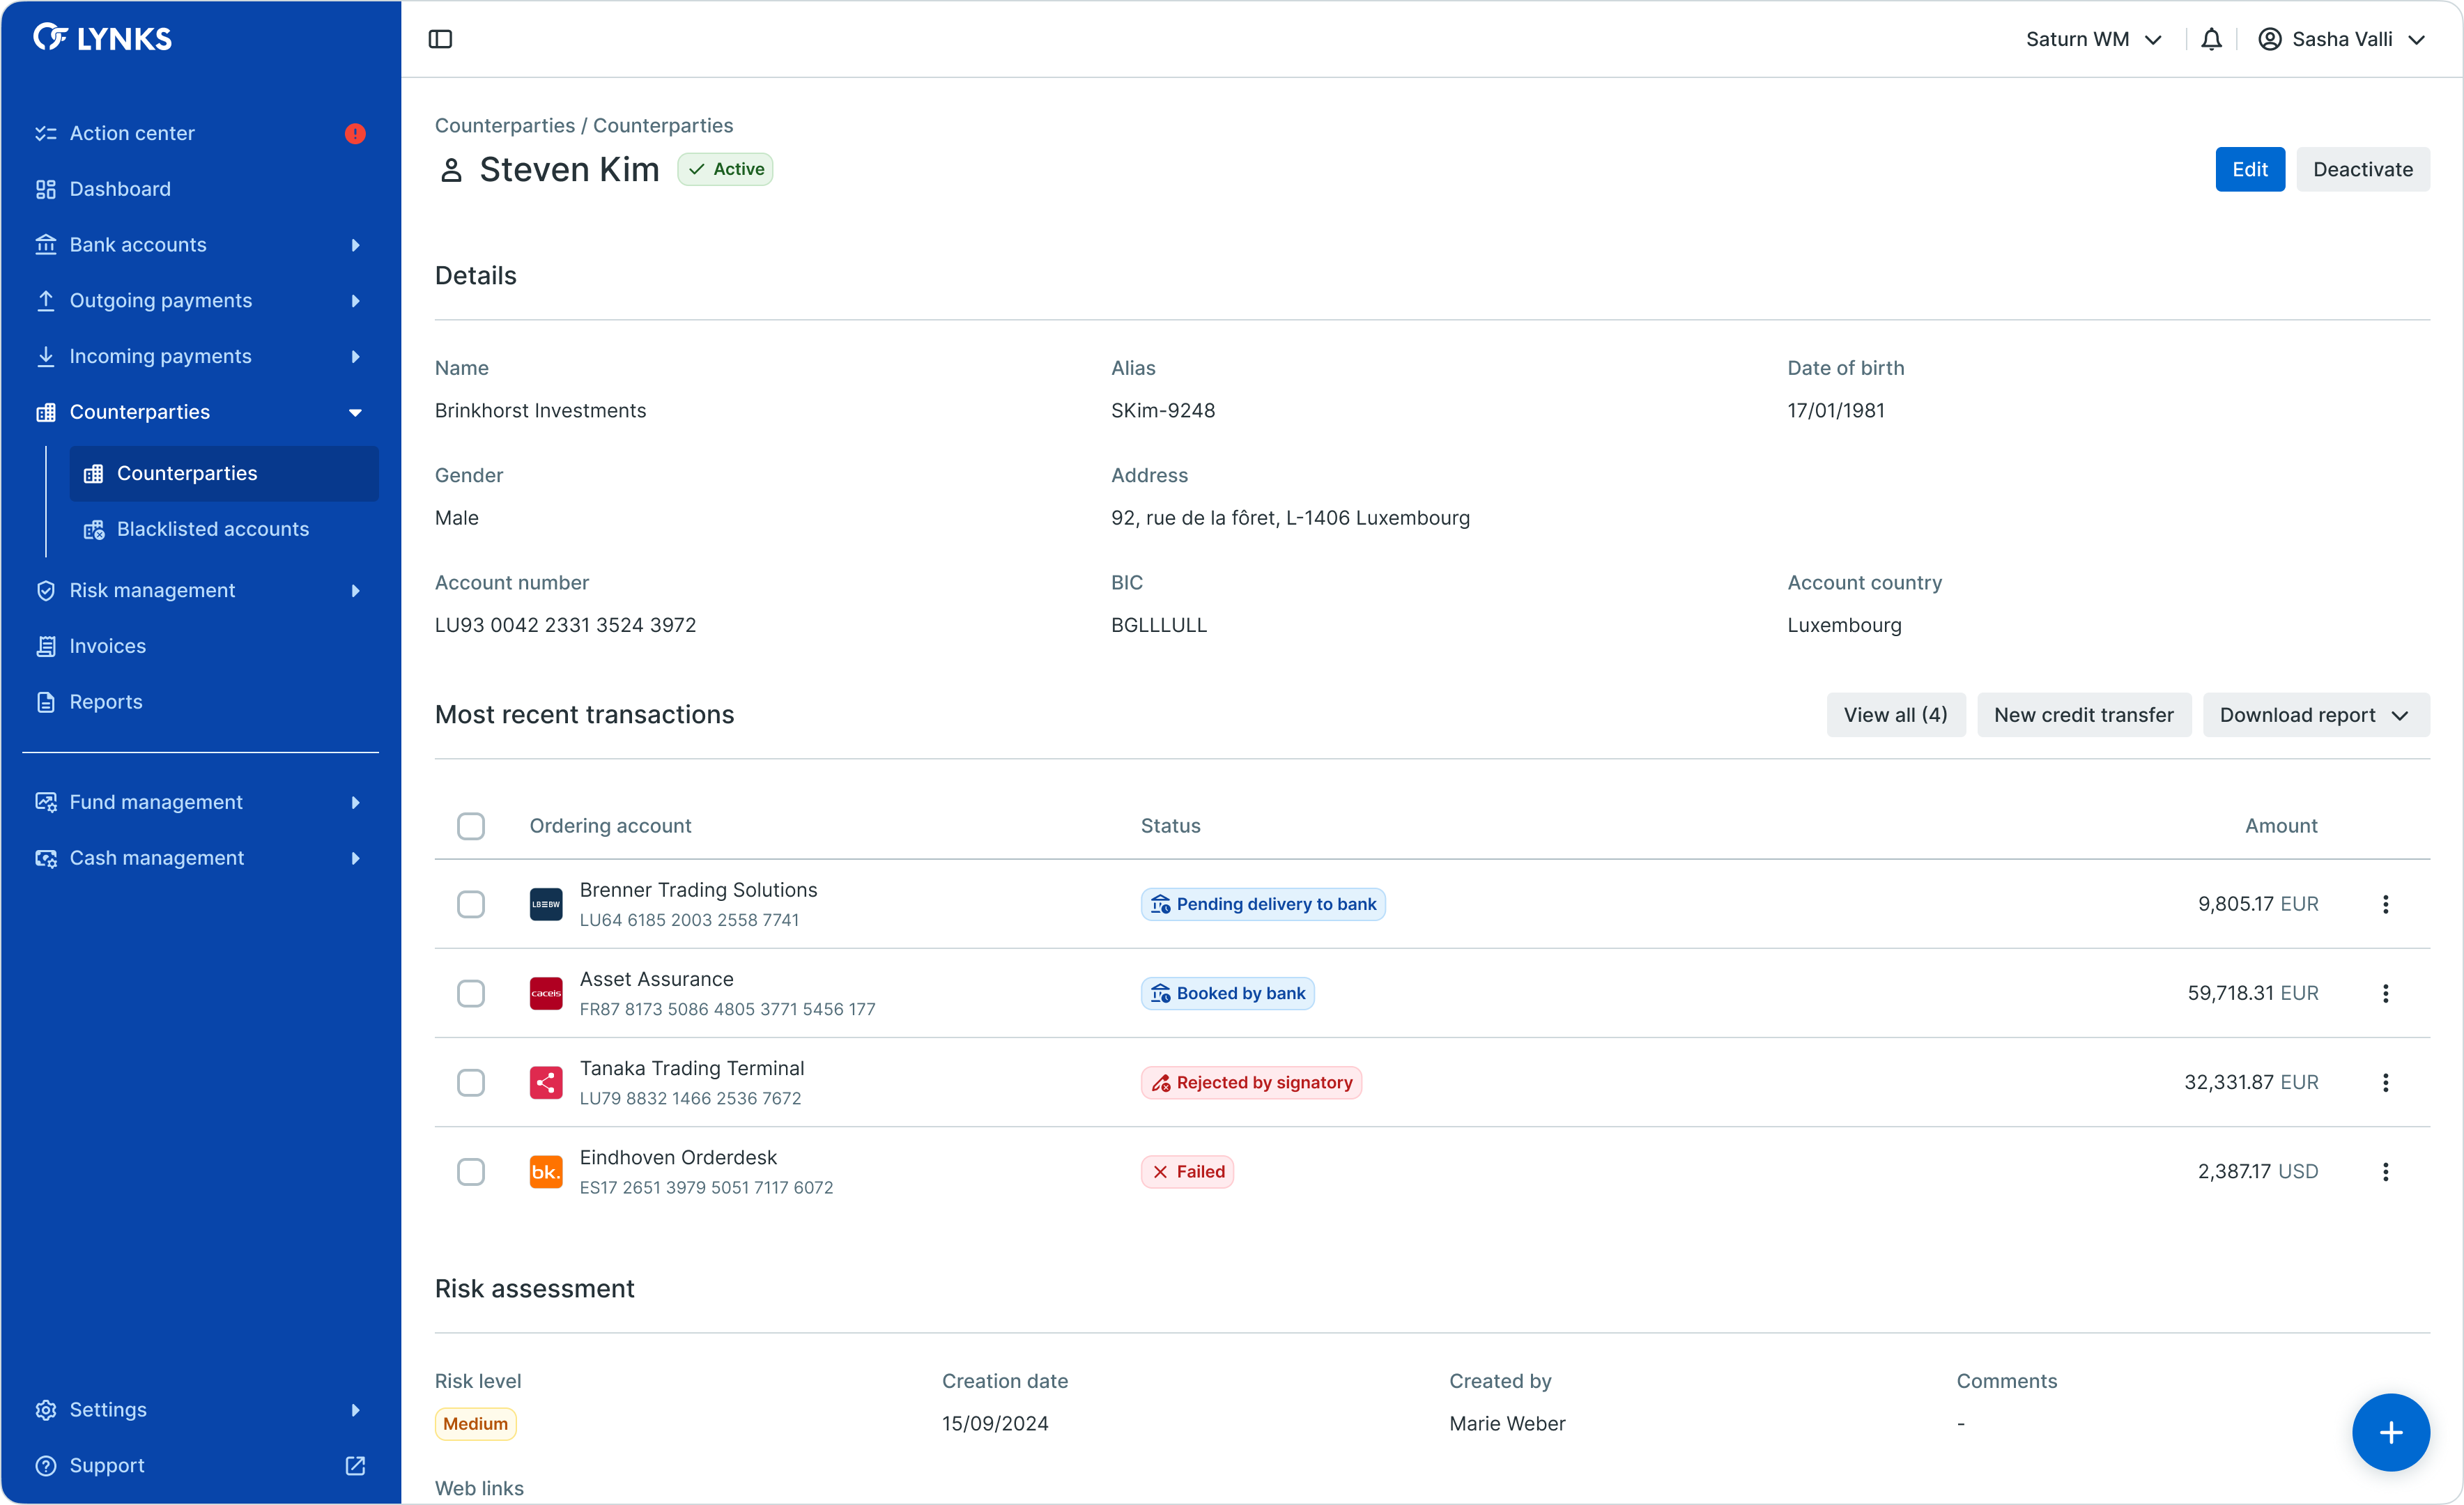 LYNKS
Saturn WM
Sasha Valli
Action center
Dashboard
Bank accounts
Outgoing payments
Incoming payments
Counterparties
Counterparties
Blacklisted accounts
Risk management
Invoices
Reports
Fund management
Cash management
Settings
Support
Counterparties / Counterparties
Steven Kim
Active
Edit
Deactivate
Details
Name
Alias
Date of birth
Brinkhorst Investments
SKim-9248
17/01/1981
Gender
Address
Male
92, rue de la fôret, L-1406 Luxembourg
Account number
BIC
Account country
LU93 0042 2331 3524 3972
BGLLLULL
Luxembourg
Most recent transactions
View all (4)
New credit transfer
Download report
Ordering account
Status
Amount
LB≡BW
Brenner Trading Solutions
LU64 6185 2003 2558 7741
Pending delivery to bank
9,805.17 EUR
caceis
Asset Assurance
FR87 8173 5086 4805 3771 5456 177
Booked by bank
59,718.31 EUR
Tanaka Trading Terminal
LU79 8832 1466 2536 7672
Rejected by signatory
32,331.87 EUR
bk.
Eindhoven Orderdesk
ES17 2651 3979 5051 7117 6072
Failed
2,387.17 USD
Risk assessment
Risk level
Creation date
Created by
Comments
Medium
15/09/2024
Marie Weber
-
Web links